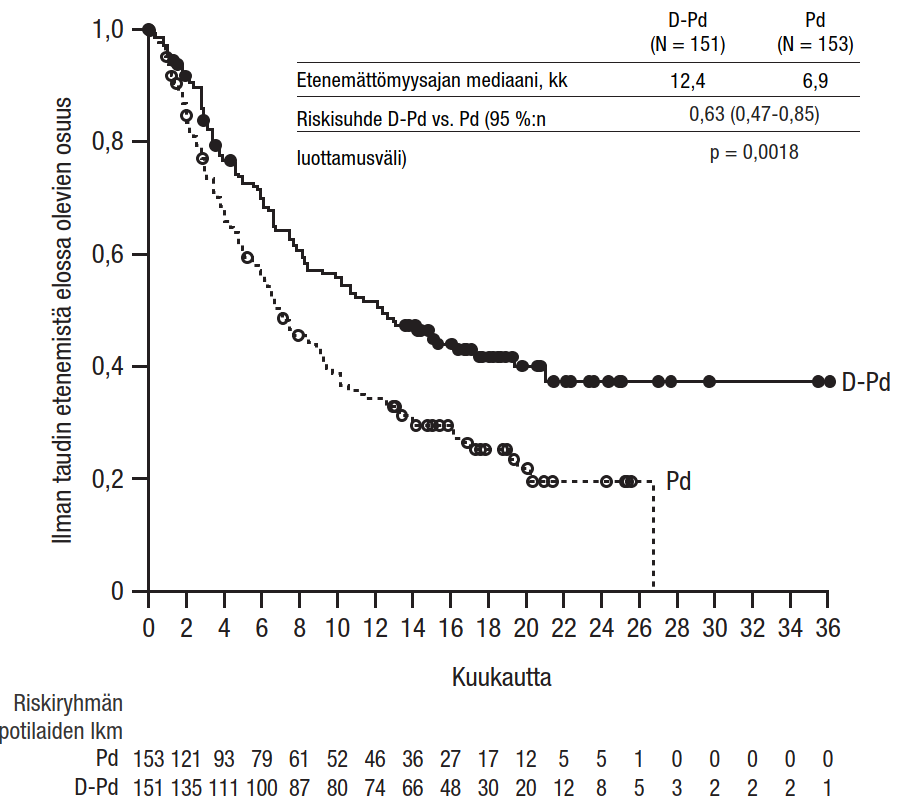 D-Pd Pd
(N = 151) (N = 153)
Etenemättömyysajan mediaani, kk 12,4 6,9
Riskisuhde D-Pd vs. Pd (95 %:n 0,63 (0,47-0,85)
luottamusväli) p = 0,0018
Ilman taudin etenemistä elossa olevien osuus
1,0
0,8
0,6
0,4
0,2
0
D-Pd
Pd
0 2 4 6 8 10 12 14 16 18 20 22 24 26 28 30 32 34 36
Kuukautta
Riskiryhmän
potilaiden lkm
Pd 153 121 93 79 61 52 46 36 27 17 12 5 5 1 0 0 0 0 0
D-Pd 151 135 111 100 87 80 74 66 48 30 20 12 8 5 3 2 2 2 1